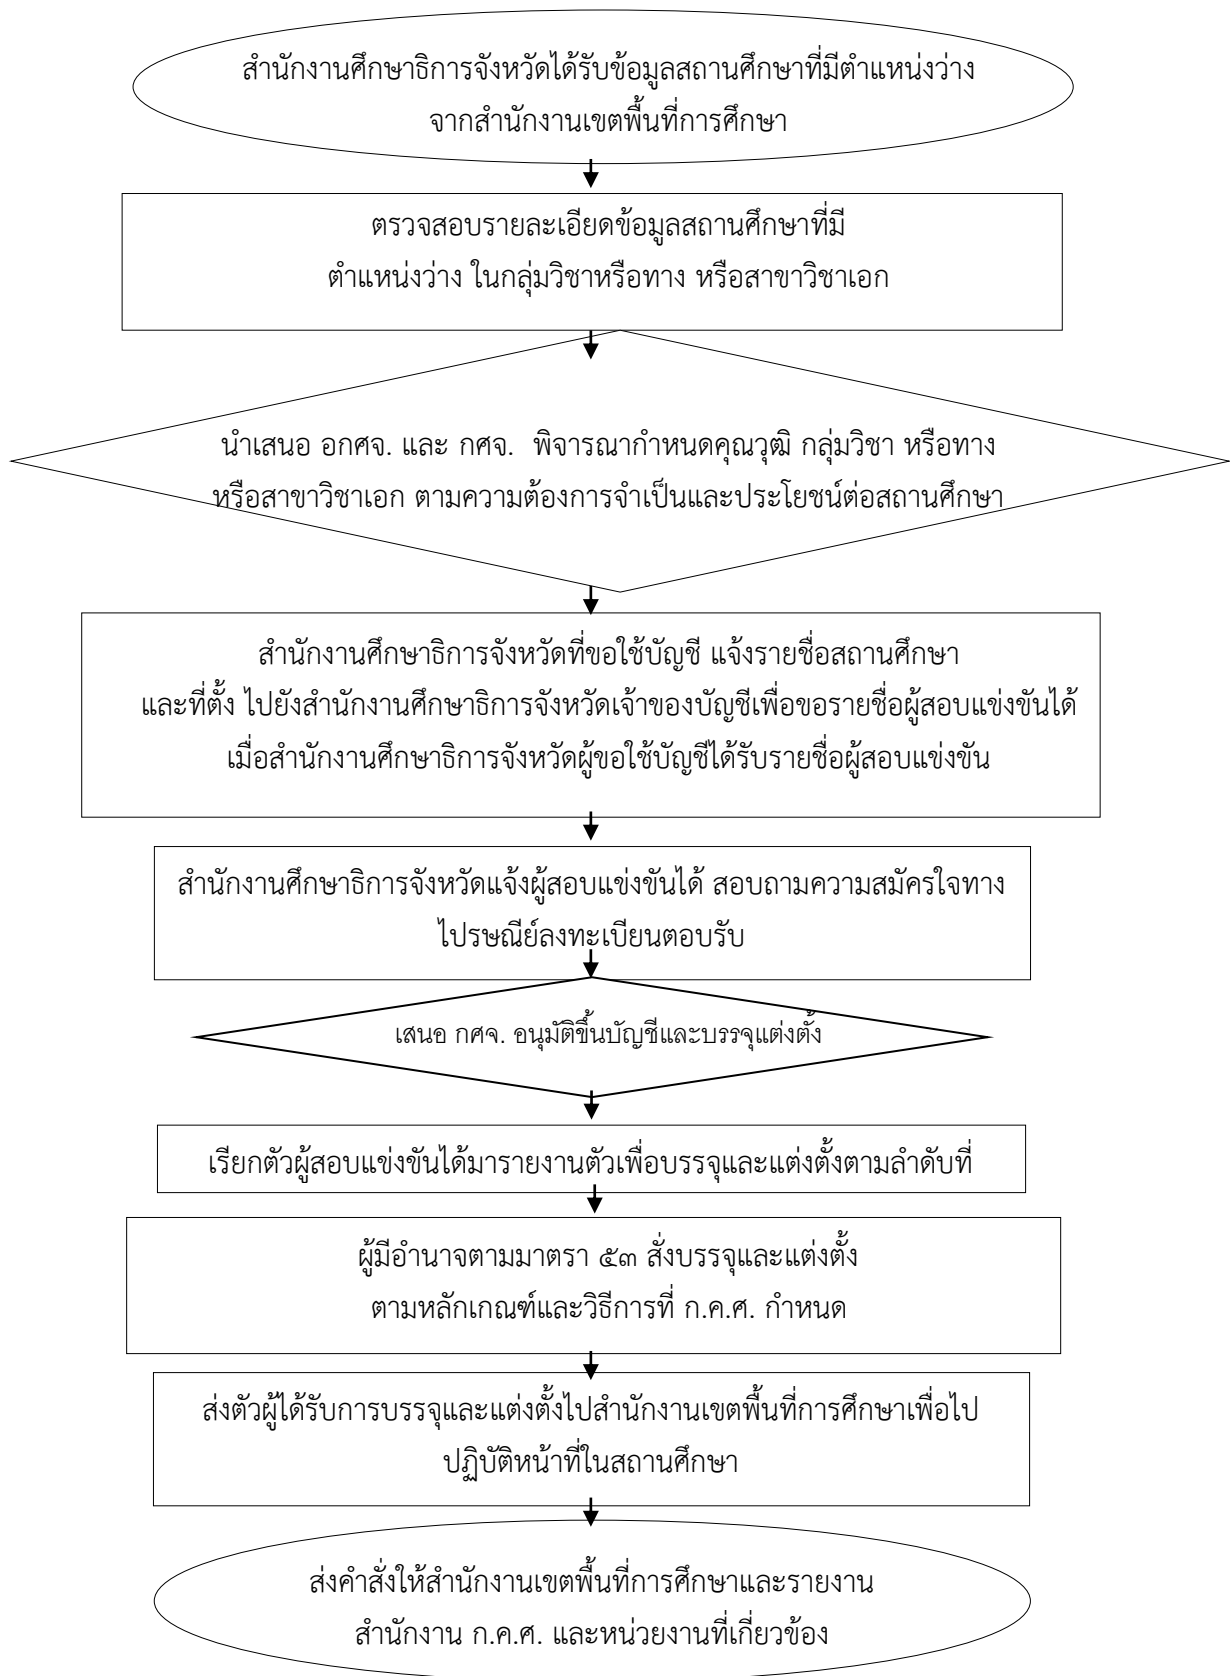 สำนักงานศึกษาธิการจังหวัดได้รับข้อมูลสถานศึกษาที่มีตำแหน่งว่าง
จากสำนักงานเขตพื้นที่การศึกษา
ตรวจสอบรายละเอียดข้อมูลสถานศึกษาที่มี
ตำแหน่งว่าง ในกลุ่มวิชาหรือทาง หรือสาขาวิชาเอก
นำเสนอ อกศจ. และ กศจ. พิจารณากำหนดคุณวุฒิ กลุ่มวิชา หรือทาง
หรือสาขาวิชาเอก ตามความต้องการจำเป็นและประโยชน์ต่อสถานศึกษา
สำนักงานศึกษาธิการจังหวัดที่ขอใช้บัญชี แจ้งรายชื่อสถานศึกษา
และที่ตั้ง ไปยังสำนักงานศึกษาธิการจังหวัดเจ้าของบัญชีเพื่อขอรายชื่อผู้สอบแข่งขันได้
เมื่อสำนักงานศึกษาธิการจังหวัดผู้ขอใช้บัญชีได้รับรายชื่อผู้สอบแข่งขัน
สำนักงานศึกษาธิการจังหวัดแจ้งผู้สอบแข่งขันได้ สอบถามความสมัครใจทาง
ไปรษณีย์ลงทะเบียนตอบรับ
เสนอ กศจ. อนุมัติขึ้นบัญชีและบรรจุแต่งตั้ง
เรียกตัวผู้สอบแข่งขันได้มารายงานตัวเพื่อบรรจุและแต่งตั้งตามลำดับที่
ผู้มีอำนาจตามมาตรา ๕๓ สั่งบรรจุและแต่งตั้ง
ตามหลักเกณฑ์และวิธีการที่ ก.ค.ศ. กำหนด
ส่งตัวผู้ได้รับการบรรจุและแต่งตั้งไปสำนักงานเขตพื้นที่การศึกษาเพื่อไป
ปฏิบัติหน้าที่ในสถานศึกษา
ส่งคำสั่งให้สำนักงานเขตพื้นที่การศึกษาและรายงาน
สำนักงาน ก.ค.ศ. และหน่วยงานที่เกี่ยวข้อง